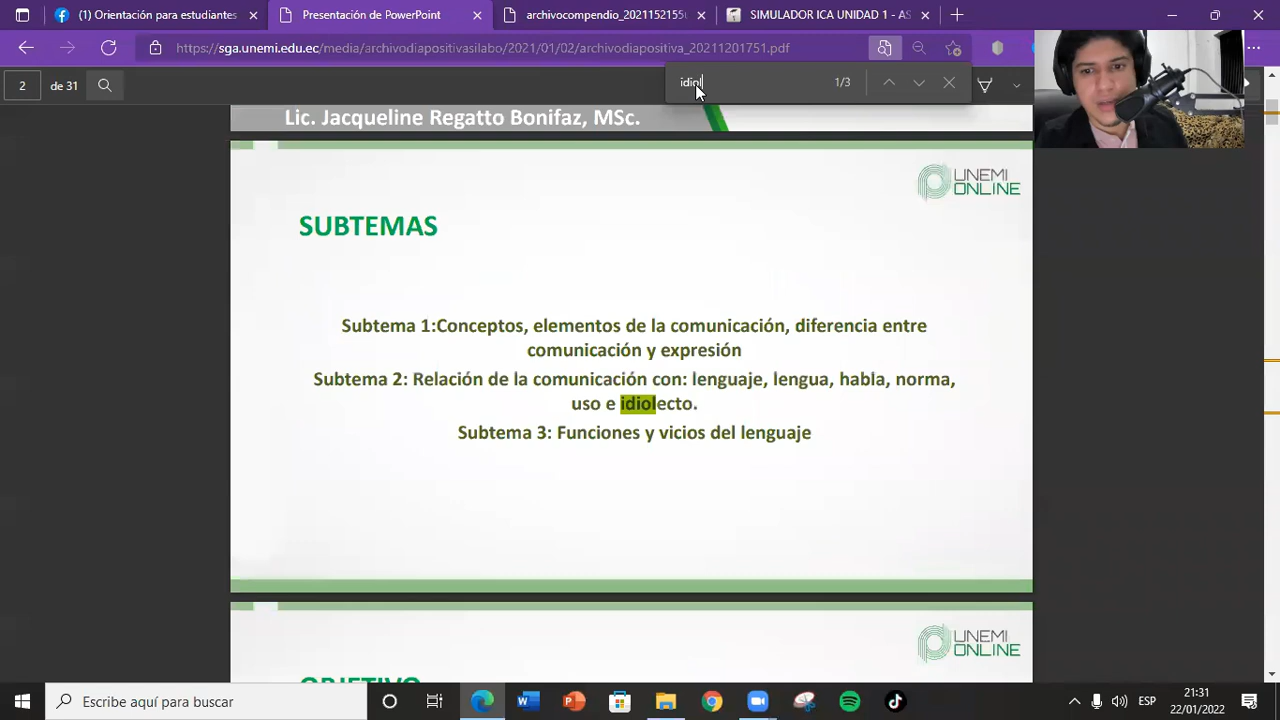 (1) Orientación para estudiantes
Presentación de PowerPoint
archivocompendio_2021152155
SIMULADOR ICA UNIDAD 1 - AS
https://sga.unemi.edu.ec/media/archivodiapositivasilabo/2021/01/02/archivodiapositiva_20211201751.pdf
2 de 31
idiol 1/3
Lic. Jacqueline Regatto Bonifaz, MSc.
UNEMI
ONLINE
SUBTEMAS
Subtema 1:Conceptos, elementos de la comunicación, diferencia entre
comunicación y expresión
Subtema 2: Relación de la comunicación con: lenguaje, lengua, habla, norma,
uso e idiolecto.
Subtema 3: Funciones y vicios del lenguaje
UNEMI
ONLINE
OBJETIVO
Escribe aquí para buscar
ESP
21:31
22/01/2022